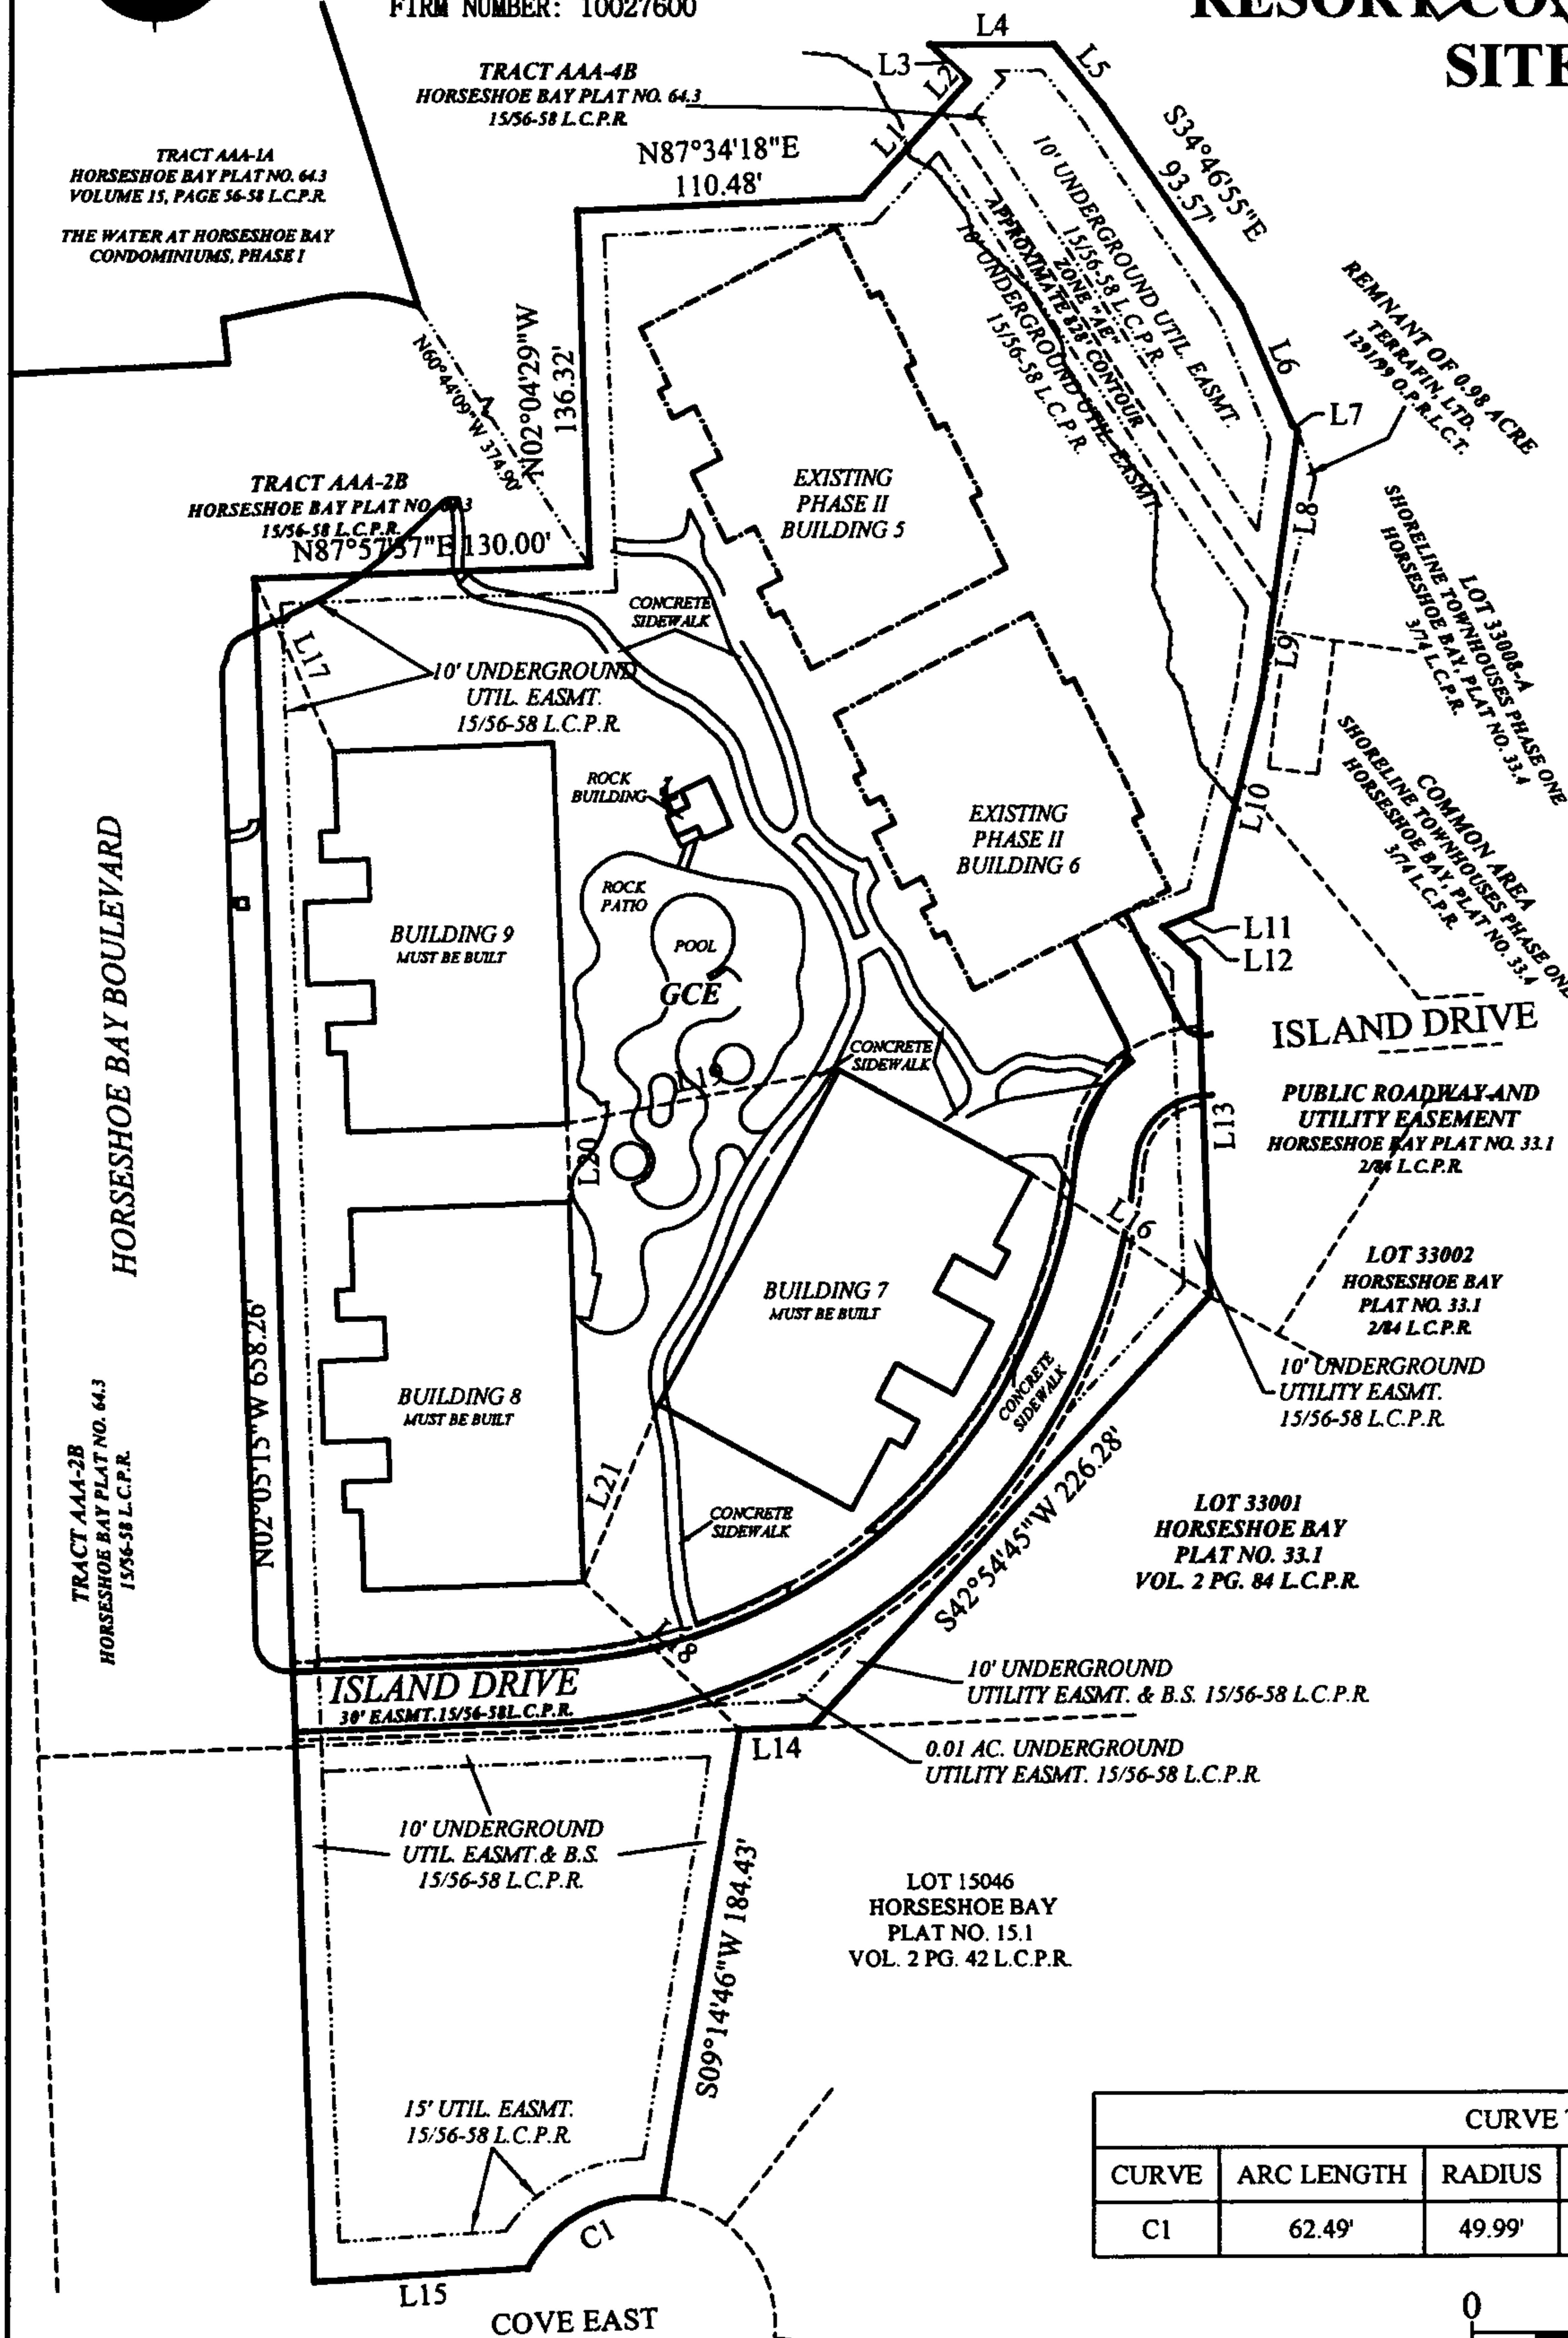 FIRM NUMBER: 10027600
SITE
L4
L3
L2
L5
L1
TRACT AAA-4B
HORSESHOE BAY PLAT NO. 64.3
15/56-58 L.C.P.R.
N87°34'18"E
110.48'
S34°46'55"E
93.57'
TRACT AAA-1A
HORSESHOE BAY PLAT NO. 64.3
VOLUME 15, PAGE 56-58 L.C.P.R.
THE WATER AT HORSESHOE BAY
CONDOMINIUMS, PHASE I
10' UNDERGROUND UTIL. EASMT.
15/56-58 L.C.P.R.
ZONE "AE"
APPROXIMATE 828' CONTOUR
10' UNDERGROUND UTIL. EASMT.
15/56-58 L.C.P.R.
N60°44'09"W 374.90'
N02°04'29"W
136.32'
L6
L7
REMNANT OF 0.98 ACRE
TERRAFIN, LTD.
1291/99 O.P.R.L.C.T.
L8
TRACT AAA-2B
HORSESHOE BAY PLAT NO.
15/56-58 L.C.P.R.
N87°57'57"E 130.00'
EXISTING
PHASE II
BUILDING 5
LOT 33008-A
SHORELINE TOWNHOUSES PHASE ONE
HORSESHOE BAY, PLAT NO. 33.4
3/74 L.C.P.R.
L9
CONCRETE
SIDEWALK
L17
10' UNDERGROUND
UTIL. EASMT.
15/56-58 L.C.P.R.
ROCK
BUILDING
EXISTING
PHASE II
BUILDING 6
L10
COMMON AREA
SHORELINE TOWNHOUSES PHASE ONE
HORSESHOE BAY, PLAT NO. 33.4
3/74 L.C.P.R.
HORSESHOE BAY BOULEVARD
BUILDING 9
MUST BE BUILT
ROCK
PATIO
POOL
GCE
L11
L12
ISLAND DRIVE
CONCRETE
SIDEWALK
L19
L13
PUBLIC ROADWAY AND
UTILITY EASEMENT
HORSESHOE BAY PLAT NO. 33.1
2/84 L.C.P.R.
L20
L16
LOT 33002
HORSESHOE BAY
PLAT NO. 33.1
2/84 L.C.P.R.
BUILDING 7
MUST BE BUILT
10' UNDERGROUND
UTILITY EASMT.
15/56-58 L.C.P.R.
N02°05'15"W 658.26'
BUILDING 8
MUST BE BUILT
CONCRETE
SIDEWALK
TRACT AAA-2B
HORSESHOE BAY PLAT NO. 64.3
15/56-58 L.C.P.R.
L21
CONCRETE
SIDEWALK
S42°54'45"W 226.28'
LOT 33001
HORSESHOE BAY
PLAT NO. 33.1
VOL. 2 PG. 84 L.C.P.R.
L18
ISLAND DRIVE
30' EASMT. 15/56-58 L.C.P.R.
10' UNDERGROUND
UTILITY EASMT. & B.S. 15/56-58 L.C.P.R.
L14
0.01 AC. UNDERGROUND
UTILITY EASMT. 15/56-58 L.C.P.R.
10' UNDERGROUND
UTIL. EASMT. & B.S.
15/56-58 L.C.P.R.
S09°14'46"W 184.43'
LOT 15046
HORSESHOE BAY
PLAT NO. 15.1
VOL. 2 PG. 42 L.C.P.R.
15' UTIL. EASMT.
15/56-58 L.C.P.R.
C1
L15
COVE EAST
CURVE
CURVE ARC LENGTH RADIUS
C1 62.49' 49.99'
0